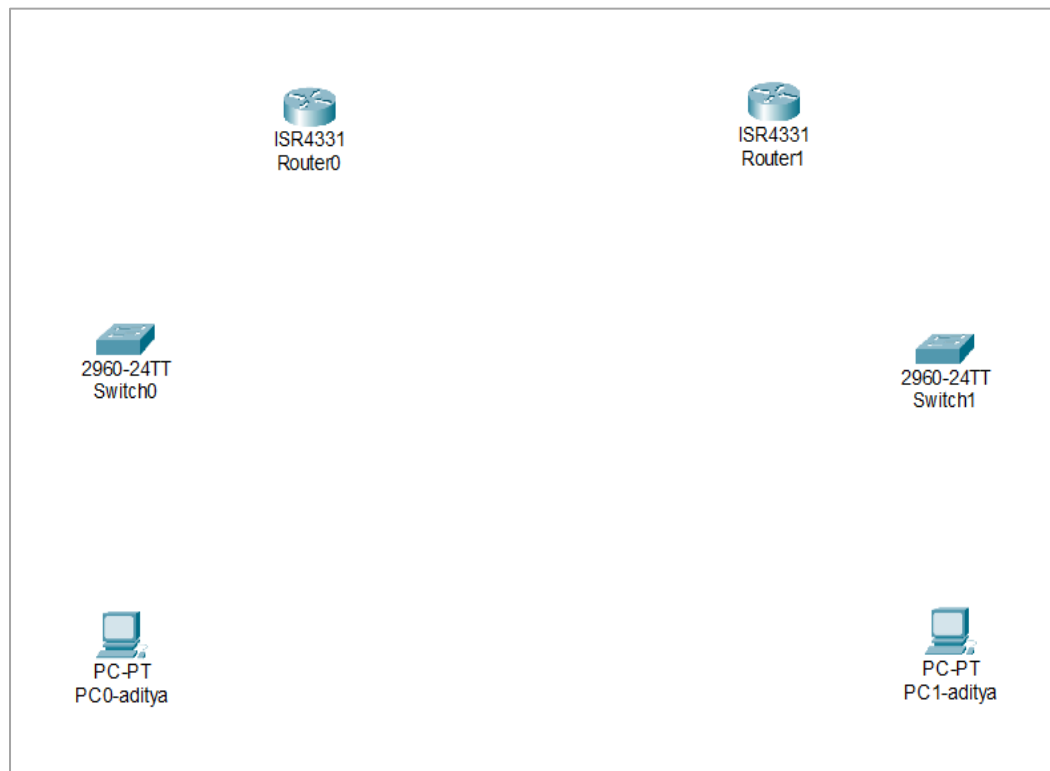 ISR4331
Router0
ISR4331
Router1
2960-24TT
Switch0
2960-24TT
Switch1
PC-PT
PC0-aditya
PC-PT
PC1-aditya